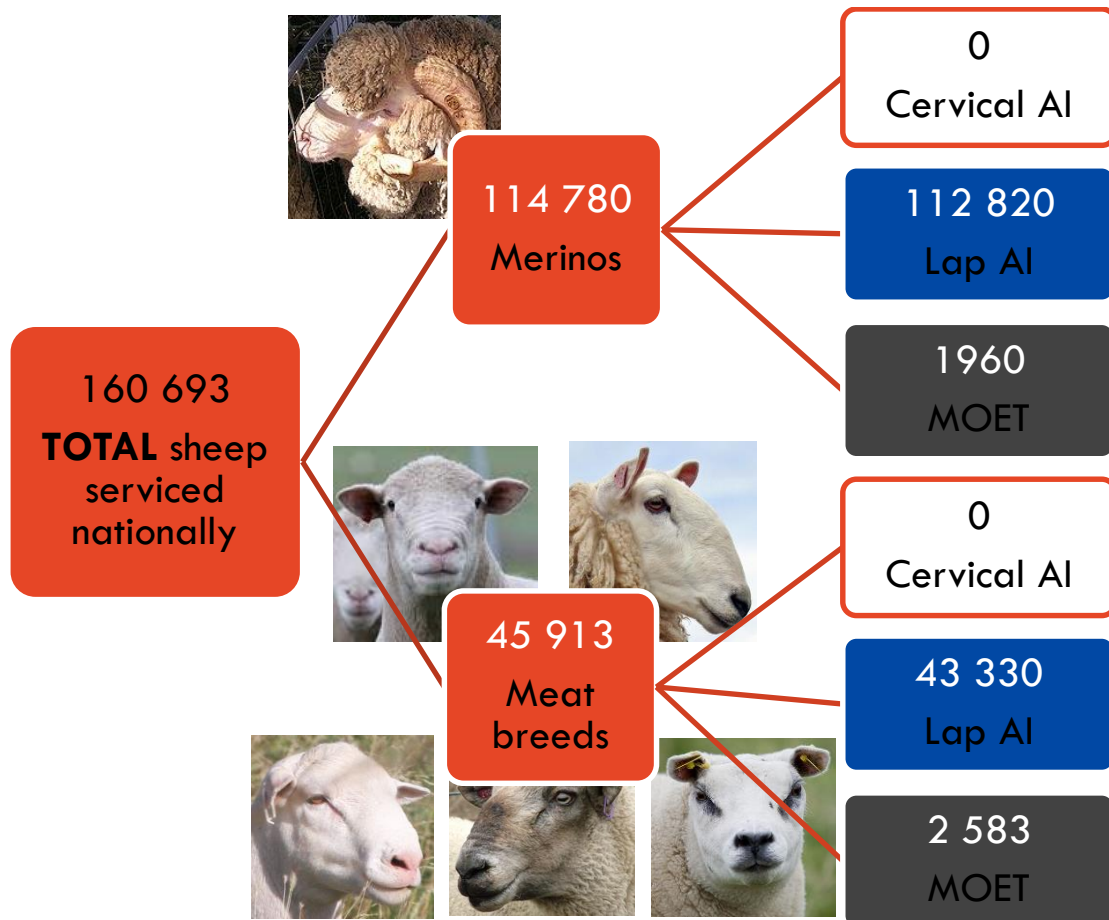 0
Cervical AI
114 780
Merinos
112 820
Lap AI
1960
MOET
160 693
TOTAL sheep
serviced
nationally
45 913
Meat
breeds
0
Cervical AI
43 330
Lap AI
2 583
MOET